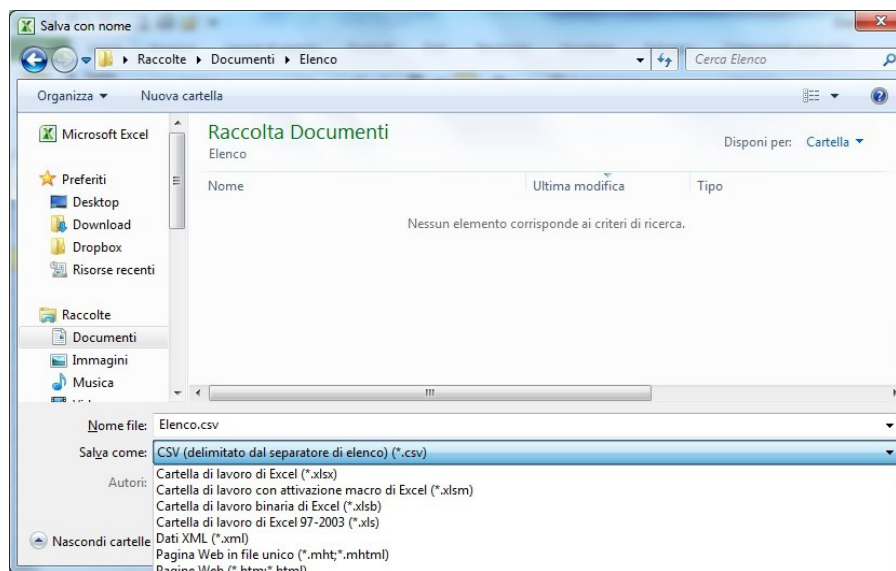 Salva con nome
Raccolte Documenti Elenco
Cerca Elenco
Organizza
Nuova cartella
Microsoft Excel
Preferiti
Desktop
Download
Dropbox
Risorse recenti
Raccolte
Documenti
Immagini
Musica
Raccolta Documenti
Elenco
Disponi per: Cartella
Nome Ultima modifica Tipo
Nessun elemento corrisponde ai criteri di ricerca.
Nome file: Elenco.csv
Salva come: CSV (delimitato dal separatore di elenco) (*.csv)
Autori:
Cartella di lavoro di Excel (*.xlsx)
Cartella di lavoro con attivazione macro di Excel (*.xlsm)
Cartella di lavoro binaria di Excel (*.xlsb)
Cartella di lavoro di Excel 97-2003 (*.xls)
Dati XML (*.xml)
Pagina Web in file unico (*.mht;*.mhtml)
Pagine Web (*.htm;*.html)
Nascondi cartelle